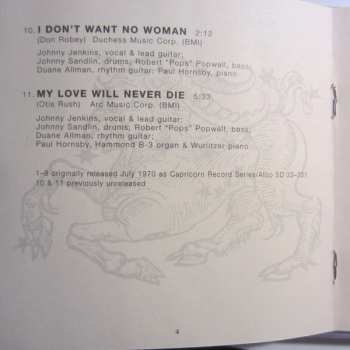 10. I DON'T WANT NO WOMAN 2:13
(Don Robey) Duchess Music Corp. (BMI)
Johnny Jenkins, vocal & lead guitar;
Johnny Sandlin, drums; Robert "Pops" Popwell, bass;
Duane Allman, rhythm guitar; Paul Hornsby, piano
11. MY LOVE WILL NEVER DIE 5:33
(Otis Rush) Arc Music Corp. (BMI)
Johnny Jenkins, vocal & lead guitar;
Johnny Sandlin, drums; Robert "Pops" Popwell, bass;
Duane Allman, rhythm guitar;
Paul Hornsby, Hammond B-3 organ & Wurlitzer piano
1–9 originally released July 1970 as Capricorn Record Series/Atco SD 33-331
10 & 11 previously unreleased
4